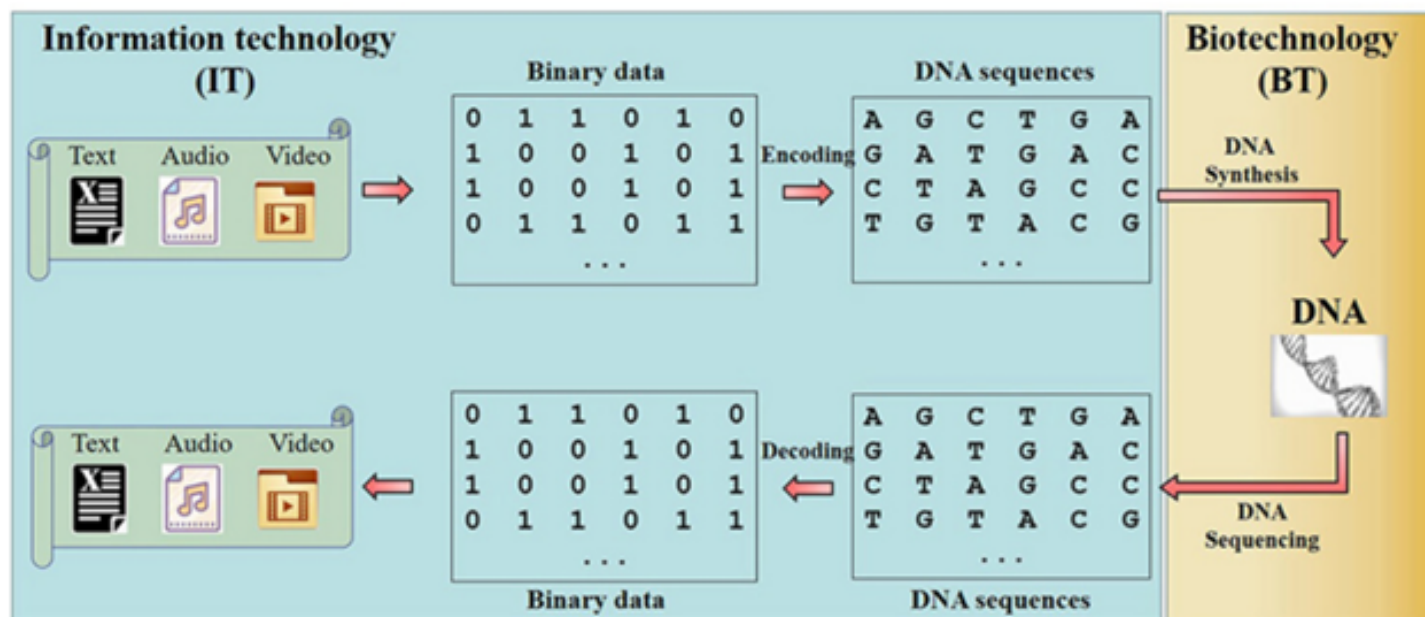 Information technology
(IT)
Biotechnology
(BT)
Binary data
DNA sequences
Text Audio Video
0 1 1 0 1 0
1 0 0 1 0 1
1 0 0 1 0 1
0 1 1 0 1 1
. . .
Encoding
A G C T G A
G A T G A C
C T A G C C
T G T A C G
. . .
DNA
Synthesis
DNA
Text Audio Video
0 1 1 0 1 0
1 0 0 1 0 1
1 0 0 1 0 1
0 1 1 0 1 1
. . .
Binary data
Decoding
A G C T G A
G A T G A C
C T A G C C
T G T A C G
. . .
DNA sequences
DNA
Sequencing